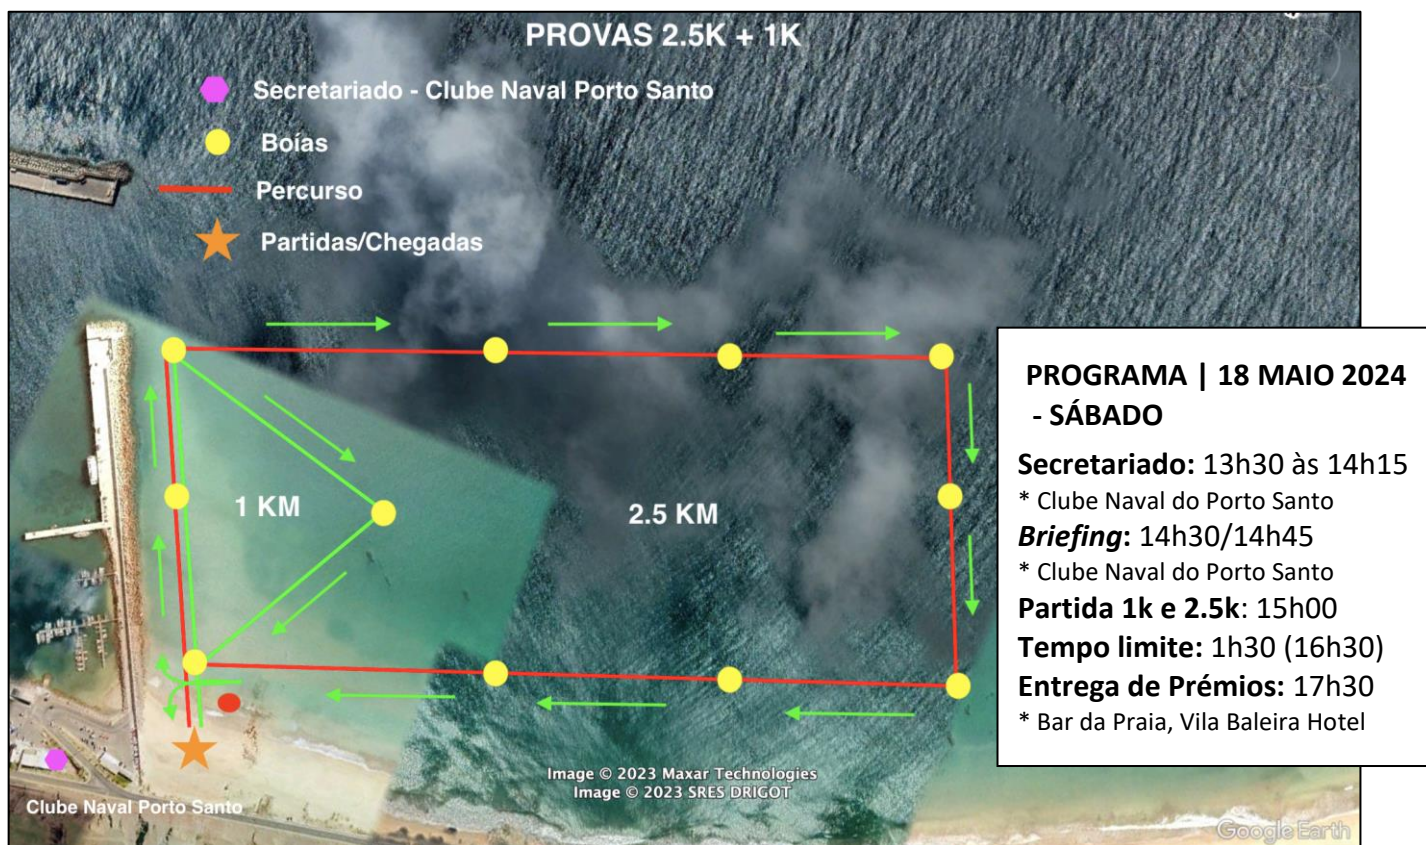 PROVAS 2.5K + 1K
Secretariado - Clube Naval Porto Santo
Boías
Percurso
Partidas/Chegadas
1 KM
2.5 KM
PROGRAMA | 18 MAIO 2024
- SÁBADO
Secretariado: 13h30 às 14h15
* Clube Naval do Porto Santo
Briefing: 14h30/14h45
* Clube Naval do Porto Santo
Partida 1k e 2.5k: 15h00
Tempo limite: 1h30 (16h30)
Entrega de Prémios: 17h30
* Bar da Praia, Vila Baleira Hotel
Image © 2023 Maxar Technologies
Image © 2023 SRES DRIGOT
Clube Naval Porto Santo
Google Earth